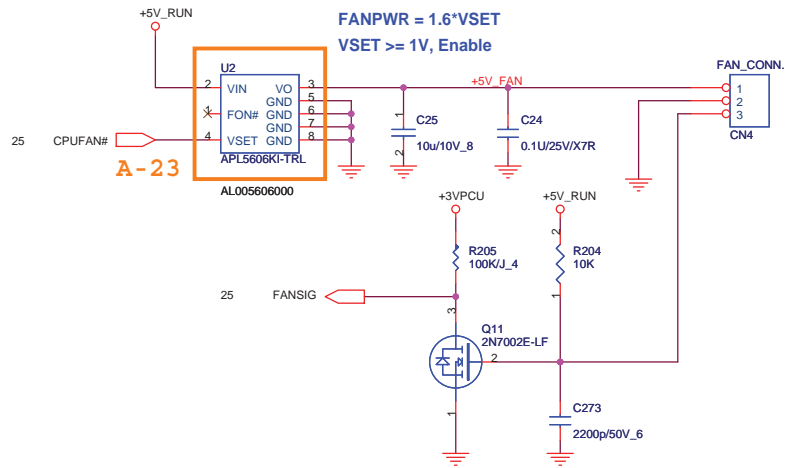 +5V_RUN
FANPWR = 1.6*VSET
VSET >= 1V, Enable
U2
FAN_CONN.
2 VIN VO 3
+5V_FAN
1
GND 5
1 FON# GND 6
2
GND 7
3
25 CPUFAN# 4 VSET GND 8
1
C25
C24
CN4
A-23
APL5606KI-TRL
2
10u/10V_8
0.1U/25V/X7R
AL005606000
+3VPCU
+5V_RUN
2
R205
R204
100K/J_4
10K
25 FANSIG
1
3
Q11
2N7002E-LF
2
1
C273
2200p/50V_6